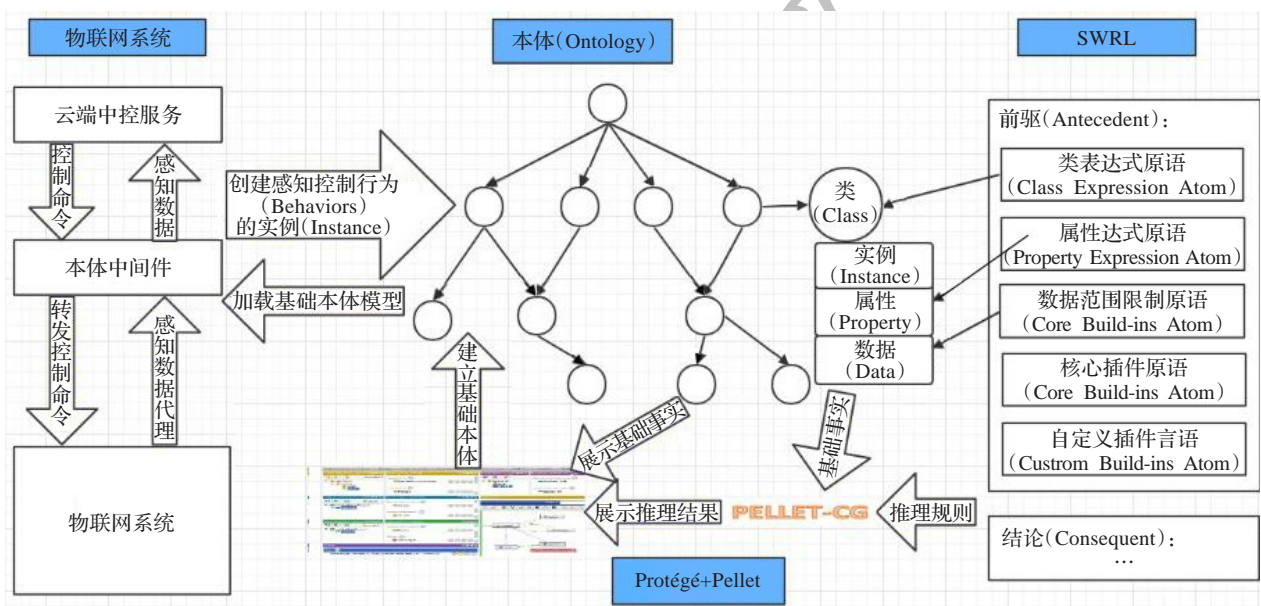 物联网系统
本体(Ontology)
SWRL
云端中控服务
控制命令
感知数据
本体中间件
转发控制命令
感知数据代理
物联网系统
创建感知控制行为
(Behaviors)
的实例(Instance)
加载基础本体模型
建立基础本体
类
(Class)
实例
(Instance)
属性
(Property)
数据
(Data)
展示基础事实
基础事实
展示推理结果
PELLET-CG
推理规则
Protégé+Pellet
前驱(Antecedent):
类表达式原语
(Class Expression Atom)
属性达式原语
(Property Expression Atom)
数据范围限制原语
(Core Build-ins Atom)
核心插件原语
(Core Build-ins Atom)
自定义插件言语
(Custrom Build-ins Atom)
结论(Consequent):
…